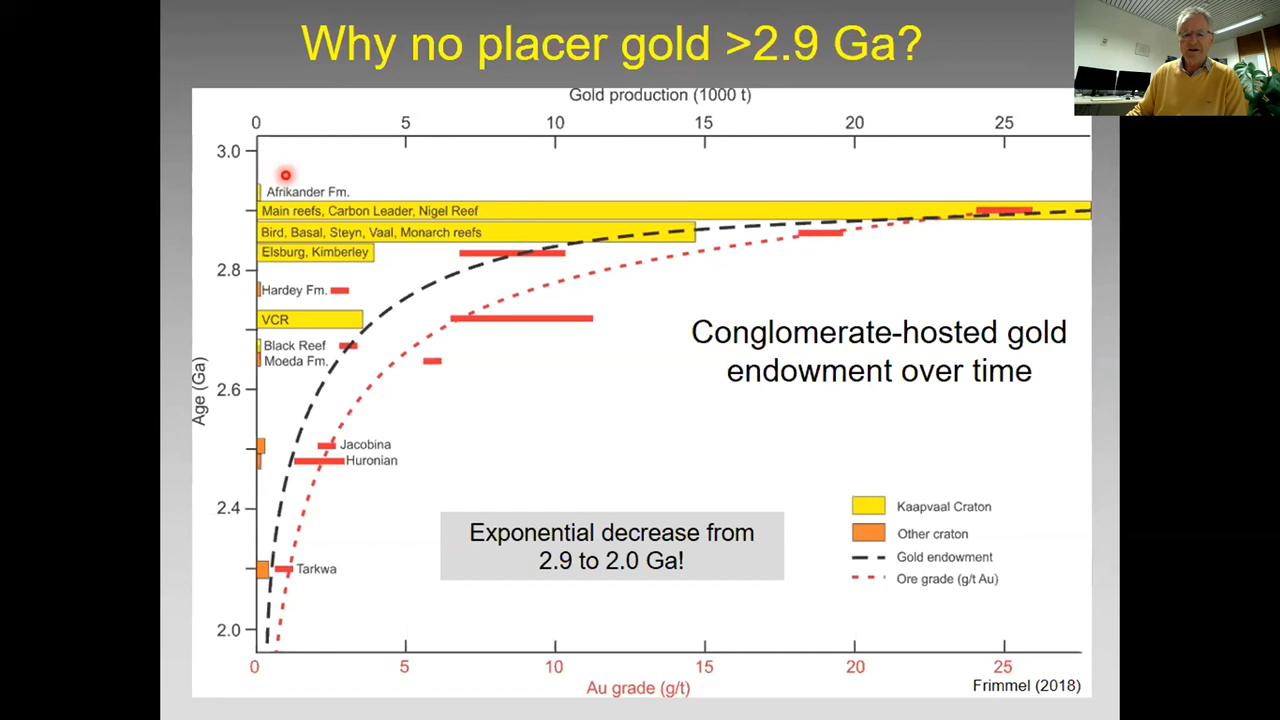 Why no placer gold >2.9 Ga?
Gold production (1000 t)
0 5 10 15 20 25
3.0
Afrikander Fm.
Main reefs, Carbon Leader, Nigel Reef
Bird, Basal, Steyn, Vaal, Monarch reefs
Elsburg, Kimberley
2.8
Hardey Fm.
VCR
Black Reef
Moeda Fm.
Conglomerate-hosted gold
endowment over time
Age (Ga)
2.6
Jacobina
Huronian
2.4
Exponential decrease from
2.9 to 2.0 Ga!
Kaapvaal Craton
Other craton
Gold endowment
Ore grade (g/t Au)
Tarkwa
2.0
0 5 10 15 20 25
Au grade (g/t)
Frimmel (2018)